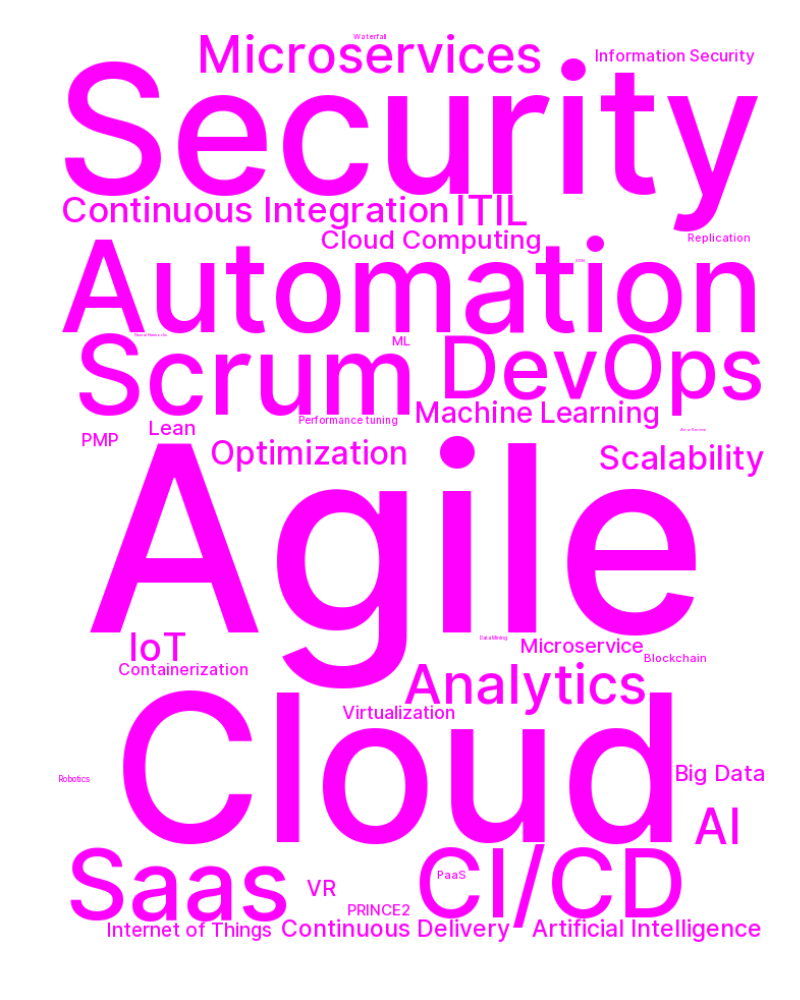 Waterfall
Microservices
Information Security
Security
Continuous Integration
ITIL
Cloud Computing
Replication
Automation
Scrum
ML
DevOps
Machine Learning
Performance tuning
Lean
PMP
Optimization
Scalability
Agile
IoT
Data Mining
Microservice
Blockchain
Containerization
Analytics
Virtualization
Cloud
Big Data
Robotics
AI
Saas
CI/CD
PaaS
VR
PRINCE2
Internet of Things
Continuous Delivery
Artificial Intelligence